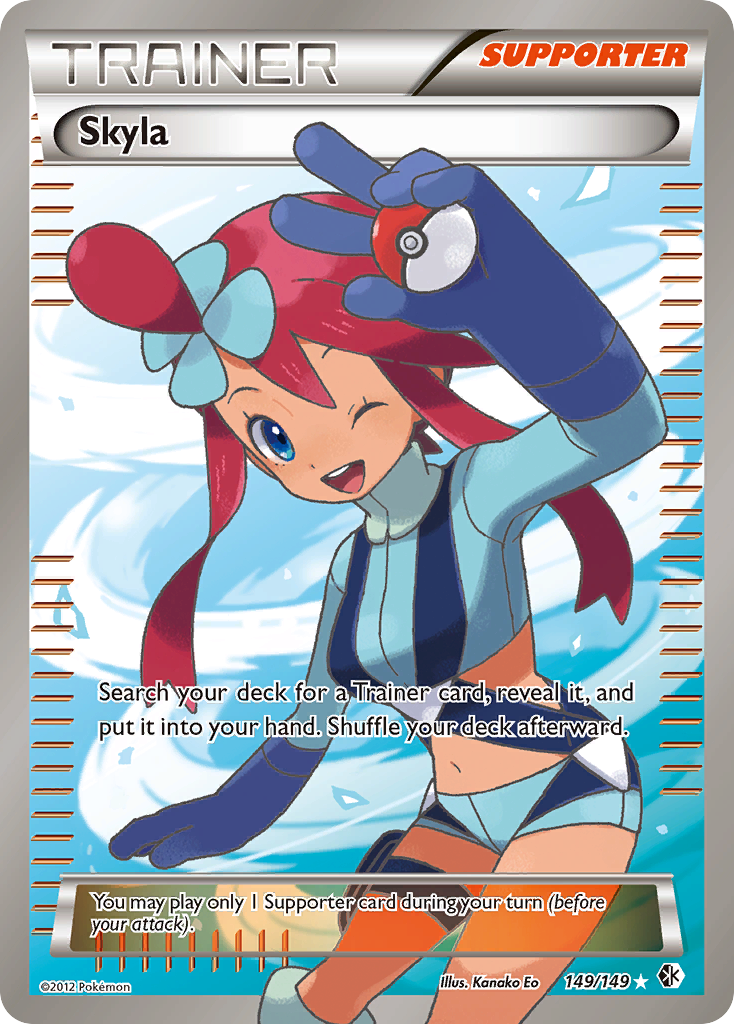 TRAINER
SUPPORTER
Skyla
Search your deck for a Trainer card, reveal it, and
put it into your hand. Shuffle your deck afterward.
You may play only 1 Supporter card during your turn (before
your attack).
©2012 Pokémon
Illus. Kanako Eo
149/149